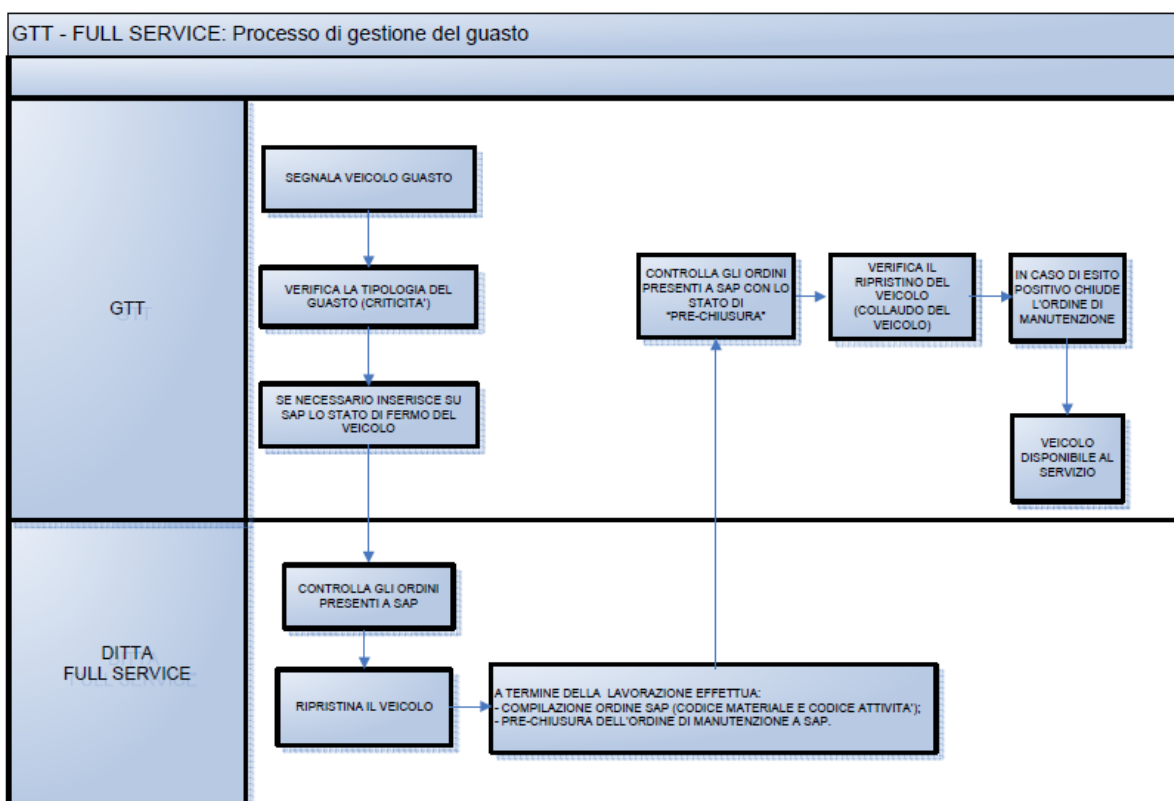 GTT - FULL SERVICE: Processo di gestione del guasto
GTT
SEGNALA VEICOLO GUASTO
VERIFICA LA TIPOLOGIA DEL
GUASTO (CRITICITA')
SE NECESSARIO INSERISCE SU
SAP LO STATO DI FERMO DEL
VEICOLO
CONTROLLA GLI ORDINI
PRESENTI A SAP CON LO
STATO DI
"PRE-CHIUSURA"
VERIFICA IL
RIPRISTINO DEL
VEICOLO
(COLLAUDO DEL
VEICOLO)
IN CASO DI ESITO
POSITIVO CHIUDE
L'ORDINE DI
MANUTENZIONE
VEICOLO
DISPONIBILE AL
SERVIZIO
DITTA
FULL SERVICE
CONTROLLA GLI ORDINI
PRESENTI A SAP
RIPRISTINA IL VEICOLO
A TERMINE DELLA LAVORAZIONE EFFETTUA:
- COMPILAZIONE ORDINE SAP (CODICE MATERIALE E CODICE ATTIVITA');
- PRE-CHIUSURA DELL'ORDINE DI MANUTENZIONE A SAP.